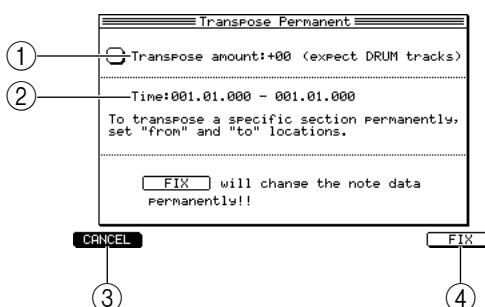 Transpose Permanent
① Transpose amount:+00 (expect DRUM tracks)
② Time:001.01.000 - 001.01.000
To transpose a specific section permanently,
set "from" and "to" locations.
FIX will change the note data
permanently!!
CANCEL FIX
③ ④